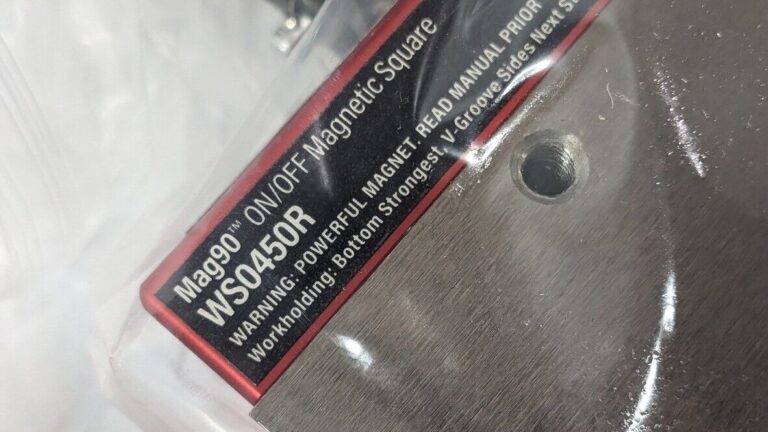 Mag90™ ON/OFF Magnetic Square
WS0450R
WARNING: POWERFUL MAGNET. READ MANUAL PRIOR
Workholding: Bottom Strongest, V-Groove Sides Next